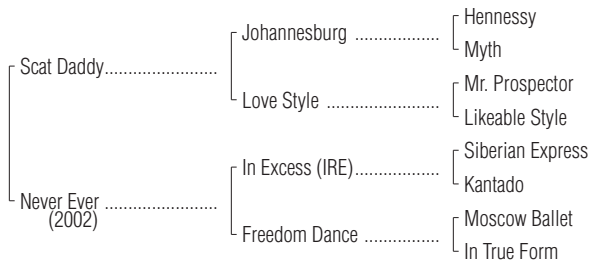 Hennessy
Johannesburg ..................
Myth
Scat Daddy........................
Mr. Prospector
Love Style ........................
Likeable Style
Siberian Express
In Excess (IRE)..................
Kantado
Never Ever ........................
(2002)
Moscow Ballet
Freedom Dance ................
In True Form